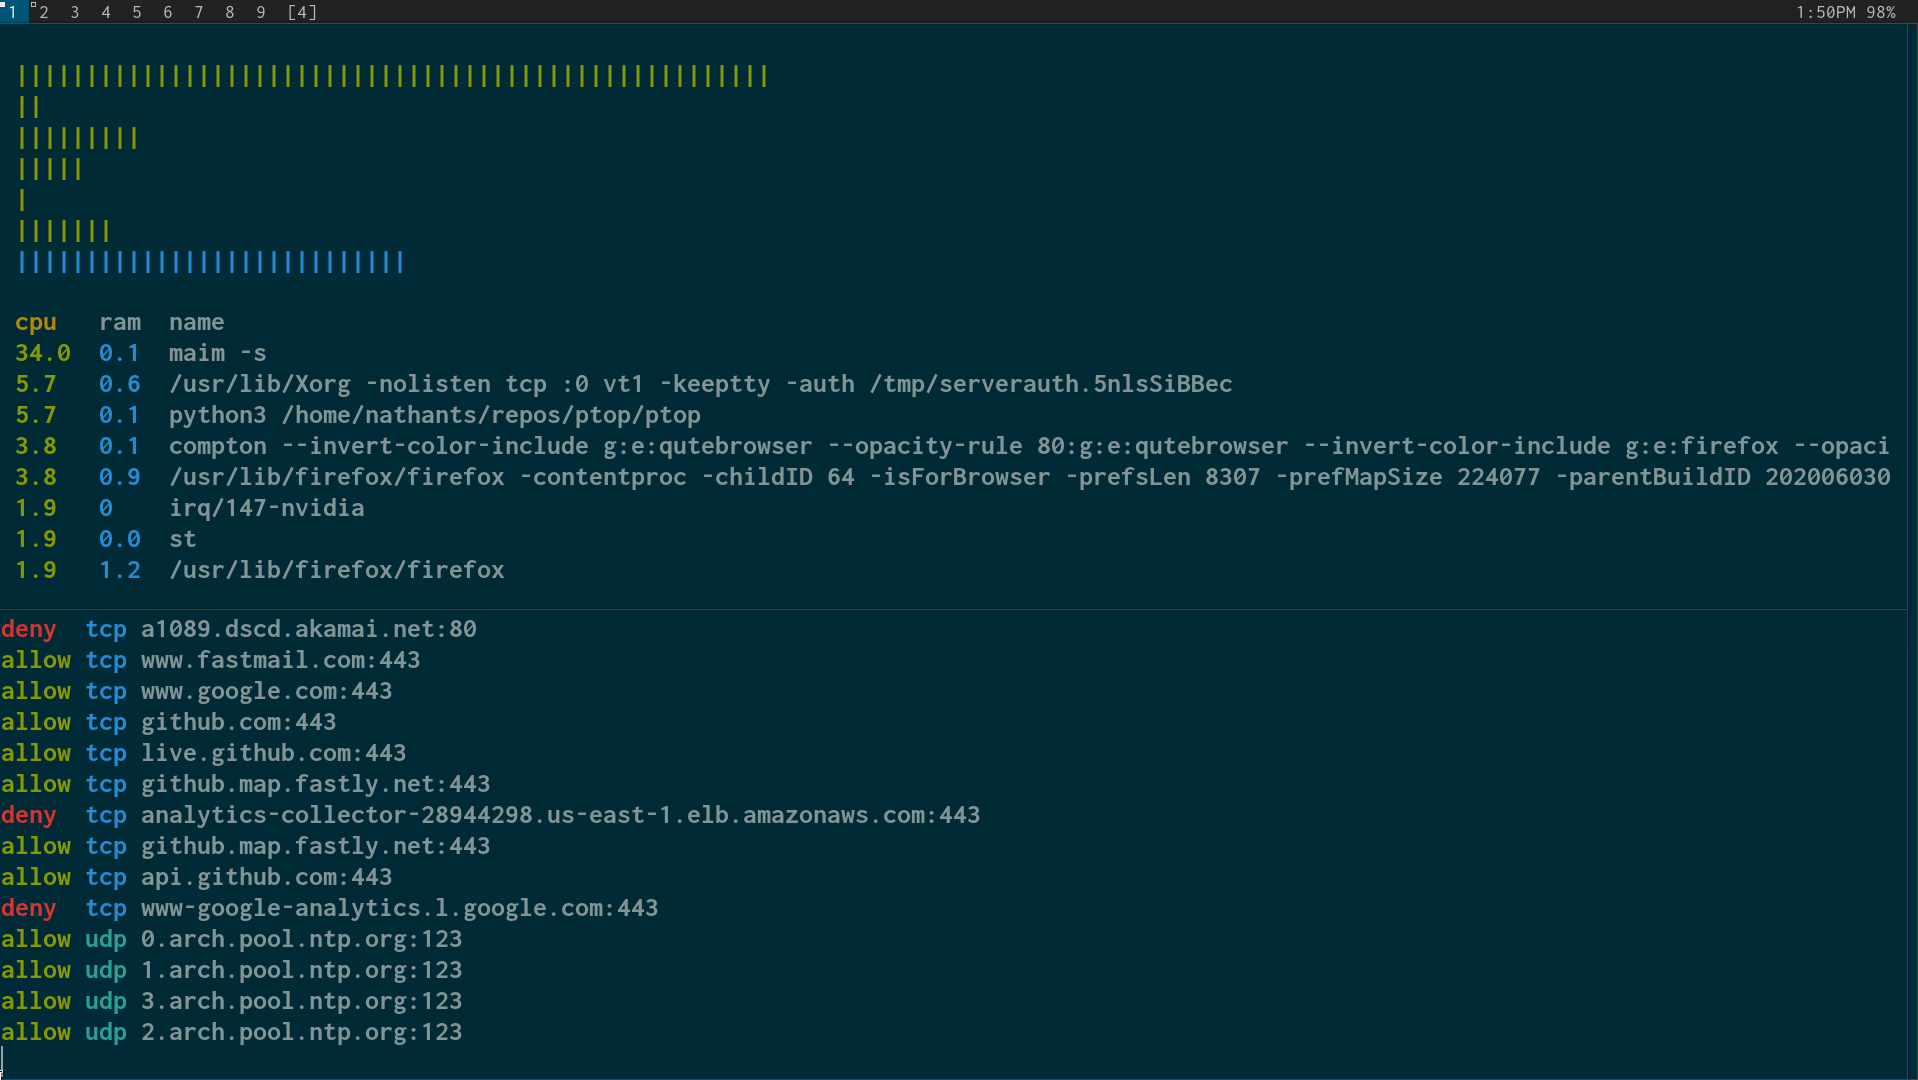 1 2 3 4 5 6 7 8 9 [4] 1:50PM 98%
cpu ram name
34.0 0.1 maim -s
5.7 0.6 /usr/lib/Xorg -nolisten tcp :0 vt1 -keeptty -auth /tmp/serverauth.5nlsSiBBec
5.7 0.1 python3 /home/nathants/repos/ptop/ptop
3.8 0.1 compton --invert-color-include g:e:qutebrowser --opacity-rule 80:g:e:qutebrowser --invert-color-include g:e:firefox --opaci
3.8 0.9 /usr/lib/firefox/firefox -contentproc -childID 64 -isForBrowser -prefsLen 8307 -prefMapSize 224077 -parentBuildID 202006030
1.9 0 irq/147-nvidia
1.9 0.0 st
1.9 1.2 /usr/lib/firefox/firefox
deny tcp a1089.dscd.akamai.net:80
allow tcp www.fastmail.com:443
allow tcp www.google.com:443
allow tcp github.com:443
allow tcp live.github.com:443
allow tcp github.map.fastly.net:443
deny tcp analytics-collector-28944298.us-east-1.elb.amazonaws.com:443
allow tcp github.map.fastly.net:443
allow tcp api.github.com:443
deny tcp www-google-analytics.l.google.com:443
allow udp 0.arch.pool.ntp.org:123
allow udp 1.arch.pool.ntp.org:123
allow udp 3.arch.pool.ntp.org:123
allow udp 2.arch.pool.ntp.org:123